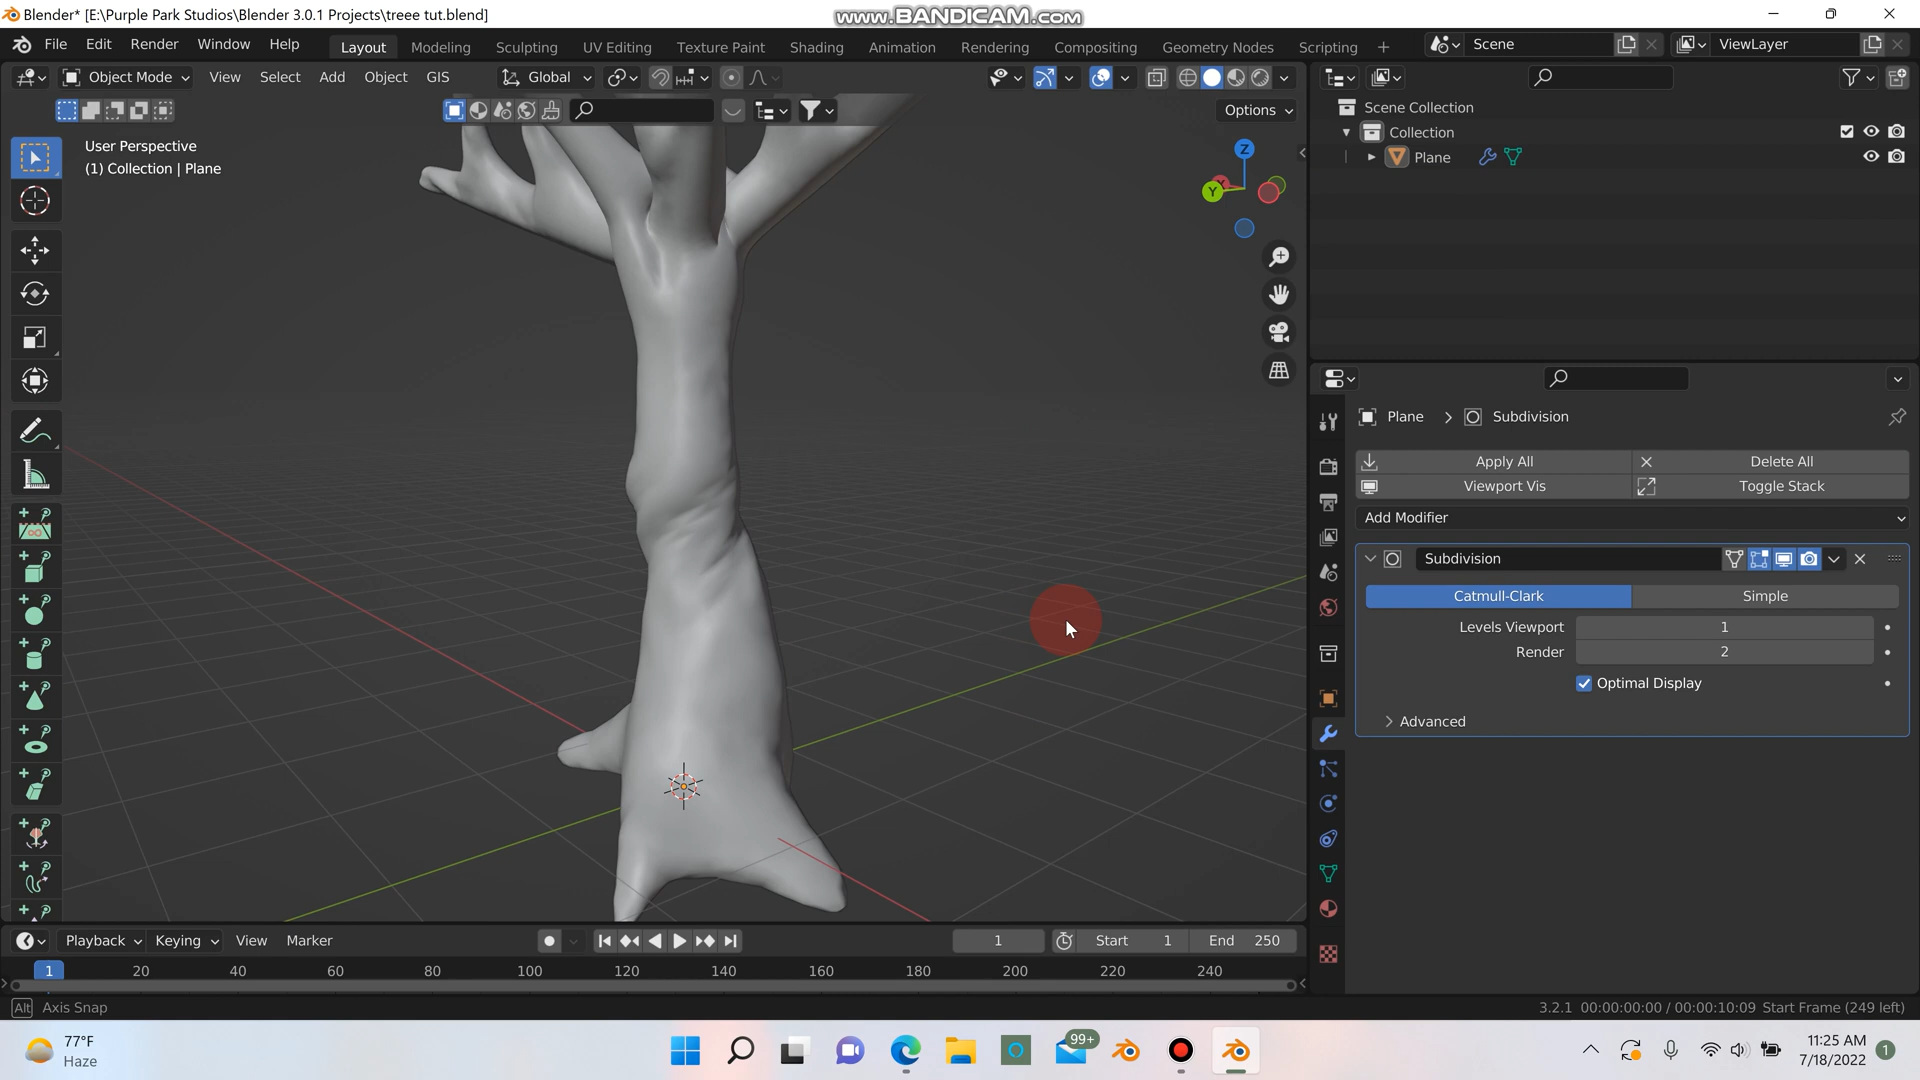 Blender* [E:\Purple Park Studios\Blender 3.0.1 Projects\treee tut.blend]
www.BANDICAM.com
File Edit Render Window Help
Layout Modeling Sculpting UV Editing Texture Paint Shading Animation Rendering Compositing Geometry Nodes Scripting +
Scene
ViewLayer
Object Mode View Select Add Object GIS
Global
Options
User Perspective
(1) Collection | Plane
Z
Y
Scene Collection
Collection
Plane
Plane > Subdivision
Apply All
Delete All
Viewport Vis
Toggle Stack
Add Modifier
Subdivision
Catmull-Clark
Simple
Levels Viewport 1
Render 2
Optimal Display
Advanced
Playback Keying View Marker
1
Start 1
End 250
1 20 40 60 80 100 120 140 160 180 200 220 240
Alt Axis Snap
3.2.1 00:00:00:00 / 00:00:10:09 Start Frame (249 left)
77°F
Haze
99+
11:25 AM
7/18/2022
1